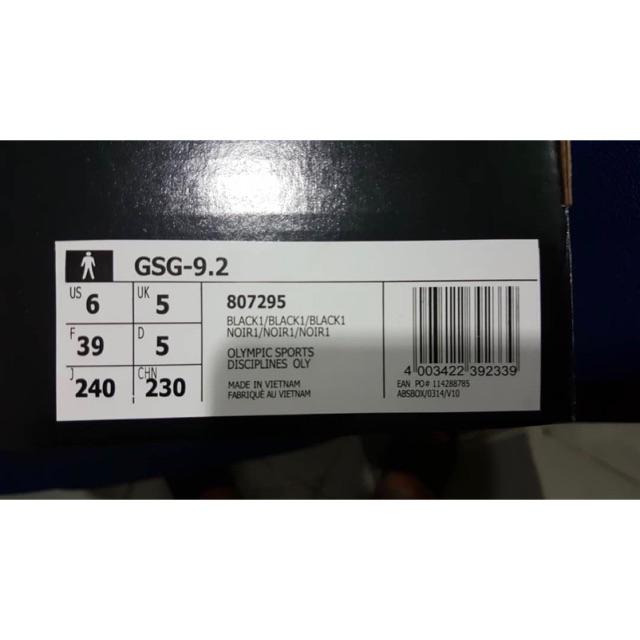 GSG-9.2
US 6 UK 5
F 39 D 5
J 240 CHN 230
807295
BLACK1/BLACK1/BLACK1
NOIR1/NOIR1/NOIR1
OLYMPIC SPORTS
DISCIPLINES OLY
MADE IN VIETNAM
FABRIQUÉ AU VIETNAM
4 003422 392339
EAN PO# 114288785
ABSBOX/0314/V10